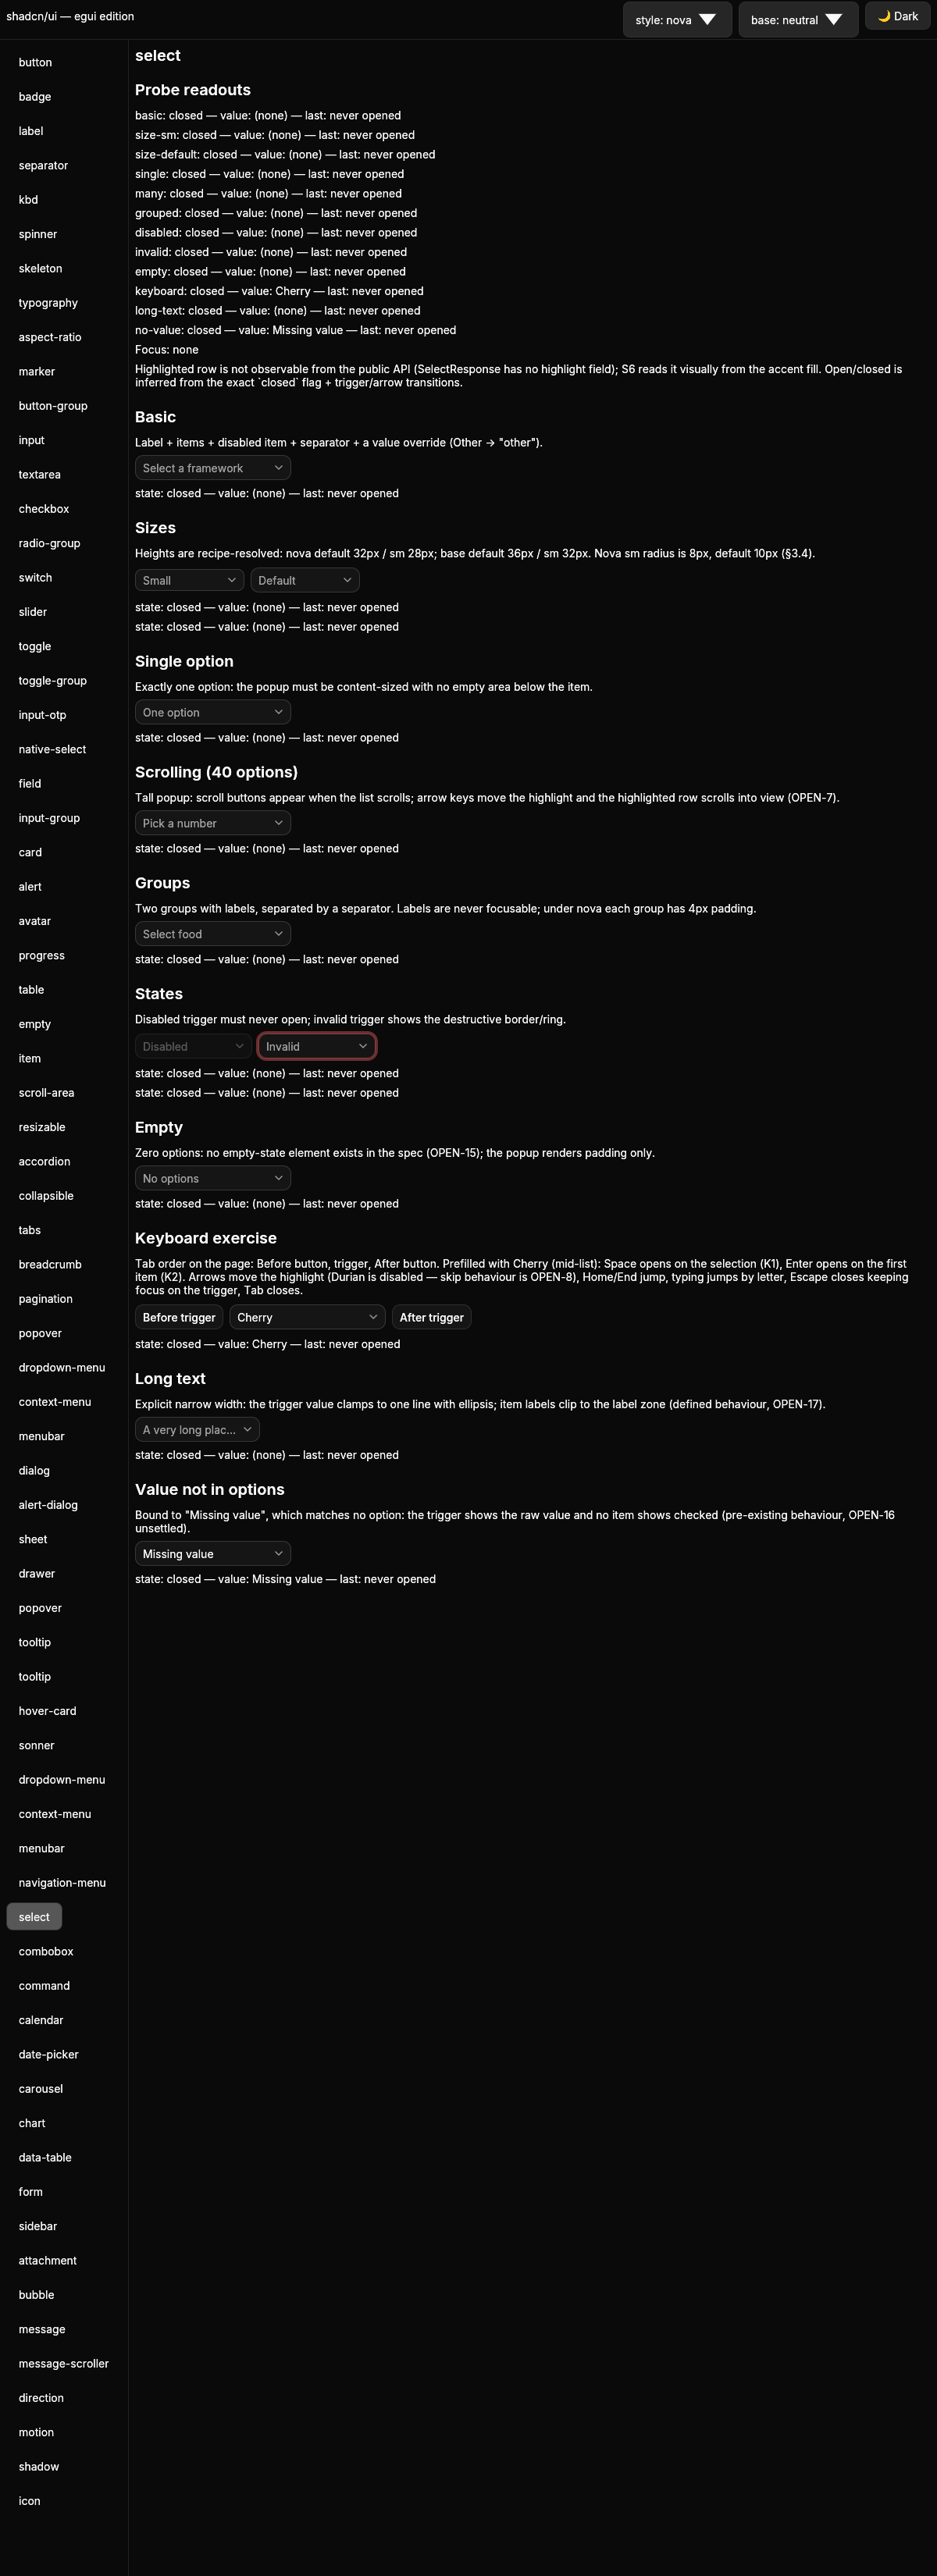 shadcn/ui — egui edition
style: nova
base: neutral
🌙 Dark
button
badge
label
separator
kbd
spinner
skeleton
typography
aspect-ratio
marker
button-group
input
textarea
checkbox
radio-group
switch
slider
toggle
toggle-group
input-otp
native-select
field
input-group
card
alert
avatar
progress
table
empty
item
scroll-area
resizable
accordion
collapsible
tabs
breadcrumb
pagination
popover
dropdown-menu
context-menu
menubar
dialog
alert-dialog
sheet
drawer
popover
tooltip
tooltip
hover-card
sonner
dropdown-menu
context-menu
menubar
navigation-menu
select
combobox
command
calendar
date-picker
carousel
chart
data-table
form
sidebar
attachment
bubble
message
message-scroller
direction
motion
shadow
icon
select
Probe readouts
basic: closed — value: (none) — last: never opened
size-sm: closed — value: (none) — last: never opened
size-default: closed — value: (none) — last: never opened
single: closed — value: (none) — last: never opened
many: closed — value: (none) — last: never opened
grouped: closed — value: (none) — last: never opened
disabled: closed — value: (none) — last: never opened
invalid: closed — value: (none) — last: never opened
empty: closed — value: (none) — last: never opened
keyboard: closed — value: Cherry — last: never opened
long-text: closed — value: (none) — last: never opened
no-value: closed — value: Missing value — last: never opened
Focus: none
Highlighted row is not observable from the public API (SelectResponse has no highlight field); S6 reads it visually from the accent fill. Open/closed is
inferred from the exact `closed` flag + trigger/arrow transitions.
Basic
Label + items + disabled item + separator + a value override (Other → "other").
Select a framework
state: closed — value: (none) — last: never opened
Sizes
Heights are recipe-resolved: nova default 32px / sm 28px; base default 36px / sm 32px. Nova sm radius is 8px, default 10px (§3.4).
Small
Default
state: closed — value: (none) — last: never opened
state: closed — value: (none) — last: never opened
Single option
Exactly one option: the popup must be content-sized with no empty area below the item.
One option
state: closed — value: (none) — last: never opened
Scrolling (40 options)
Tall popup: scroll buttons appear when the list scrolls; arrow keys move the highlight and the highlighted row scrolls into view (OPEN-7).
Pick a number
state: closed — value: (none) — last: never opened
Groups
Two groups with labels, separated by a separator. Labels are never focusable; under nova each group has 4px padding.
Select food
state: closed — value: (none) — last: never opened
States
Disabled trigger must never open; invalid trigger shows the destructive border/ring.
Disabled
Invalid
state: closed — value: (none) — last: never opened
state: closed — value: (none) — last: never opened
Empty
Zero options: no empty-state element exists in the spec (OPEN-15); the popup renders padding only.
No options
state: closed — value: (none) — last: never opened
Keyboard exercise
Tab order on the page: Before button, trigger, After button. Prefilled with Cherry (mid-list): Space opens on the selection (K1), Enter opens on the first
item (K2). Arrows move the highlight (Durian is disabled — skip behaviour is OPEN-8), Home/End jump, typing jumps by letter, Escape closes keeping
focus on the trigger, Tab closes.
Before trigger
Cherry
After trigger
state: closed — value: Cherry — last: never opened
Long text
Explicit narrow width: the trigger value clamps to one line with ellipsis; item labels clip to the label zone (defined behaviour, OPEN-17).
A very long plac...
state: closed — value: (none) — last: never opened
Value not in options
Bound to "Missing value", which matches no option: the trigger shows the raw value and no item shows checked (pre-existing behaviour, OPEN-16
unsettled).
Missing value
state: closed — value: Missing value — last: never opened